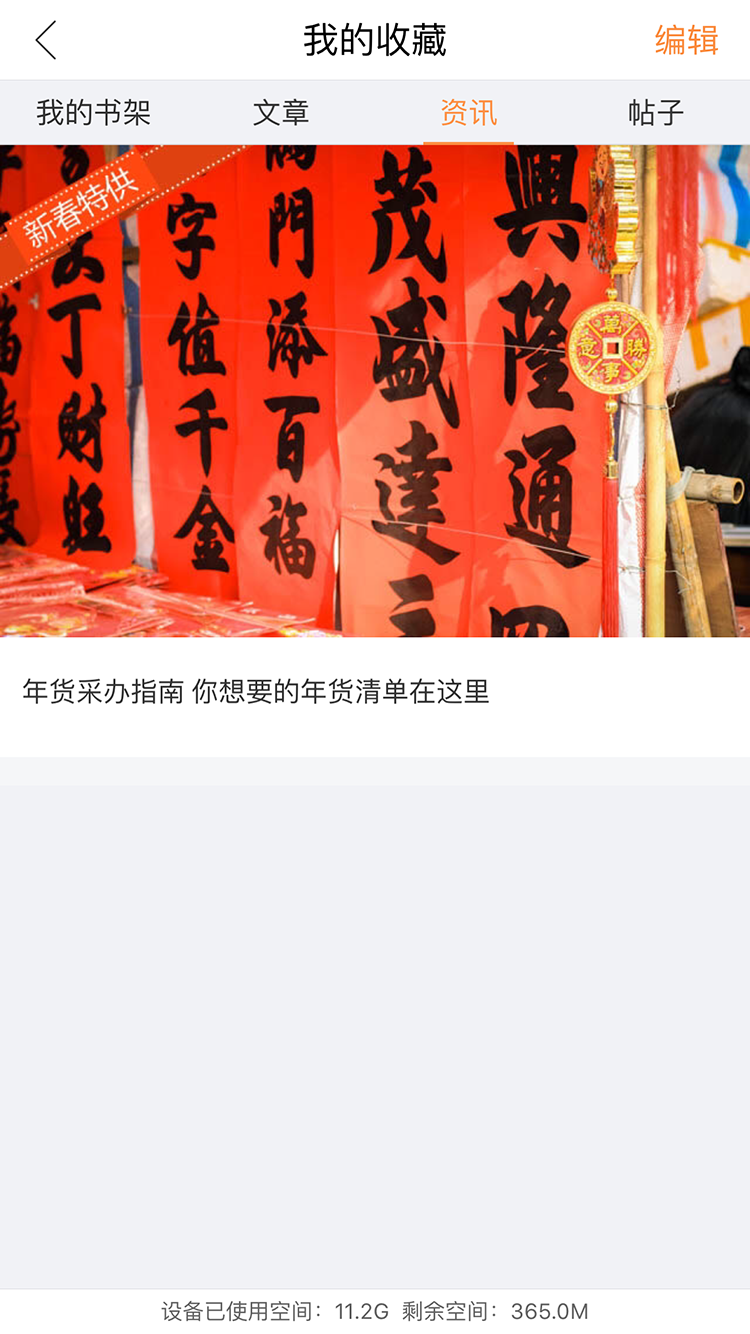 我的收藏
编辑
我的书架
文章
资讯
帖子
新春特供
丁财旺
字值千金
門添百福
茂盛達三
興隆通四
萬事勝意
年货采办指南 你想要的年货清单在这里
设备已使用空间：11.2G 剩余空间：365.0M